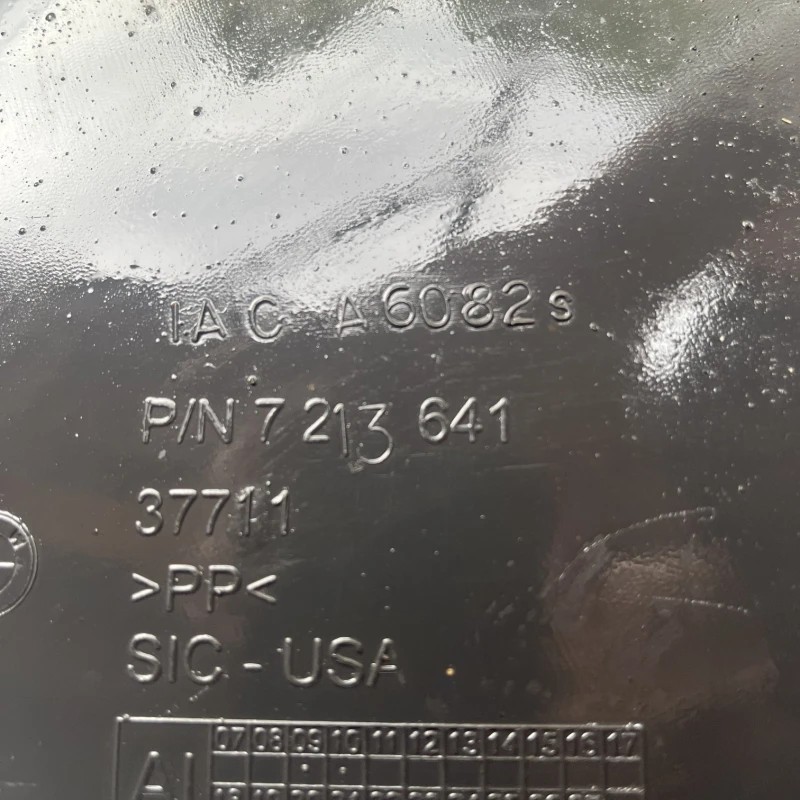 IAC A6082s
P/N 7 213 641
37711
>PP<
SIC - USA
AI 07 08 09 10 11 12 13 14 15 16 17